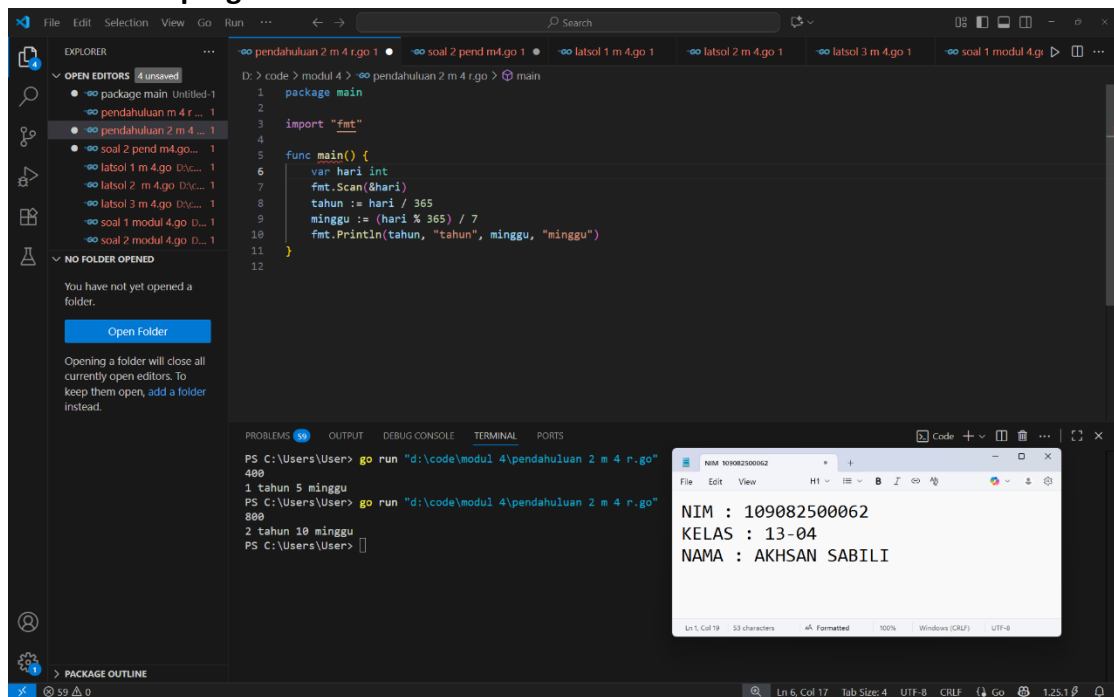 File Edit Selection View Go Run ··· Search
EXPLORER ···
OPEN EDITORS 4 unsaved
package main Untitled-1
pendahuluan m 4 r ... 1
pendahuluan 2 m 4 ... 1
soal 2 pend m4.go... 1
latsol 1 m 4.go D:\c... 1
latsol 2 m 4.go D:\c... 1
latsol 3 m 4.go D:\c... 1
soal 1 modul 4.go D... 1
soal 2 modul 4.go D... 1
NO FOLDER OPENED
You have not yet opened a
folder.
Open Folder
Opening a folder will close all
currently open editors. To
keep them open, add a folder
instead.
PACKAGE OUTLINE
pendahuluan 2 m 4 r.go 1 soal 2 pend m4.go 1 latsol 1 m 4.go 1 latsol 2 m 4.go 1 latsol 3 m 4.go 1 soal 1 modul 4.go
D: > code > modul 4 > pendahuluan 2 m 4 r.go > main
1 package main
2
3 import "fmt"
4
5 func main() {
6 var hari int
7 fmt.Scan(&hari)
8 tahun := hari / 365
9 minggu := (hari % 365) / 7
10 fmt.Println(tahun, "tahun", minggu, "minggu")
11 }
12
PROBLEMS 59 OUTPUT DEBUG CONSOLE TERMINAL PORTS
Code
PS C:\Users\User> go run "d:\code\modul 4\pendahuluan 2 m 4 r.go"
400
1 tahun 5 minggu
PS C:\Users\User> go run "d:\code\modul 4\pendahuluan 2 m 4 r.go"
800
2 tahun 10 minggu
PS C:\Users\User>
NIM 109082500062
File Edit View H1 B I
NIM : 109082500062
KELAS : 13-04
NAMA : AKHSAN SABILI
Ln 1, Col 19 53 characters Formatted 100% Windows (CRLF) UTF-8
59 0 Ln 6, Col 17 Tab Size: 4 UTF-8 CRLF Go 1.25.1